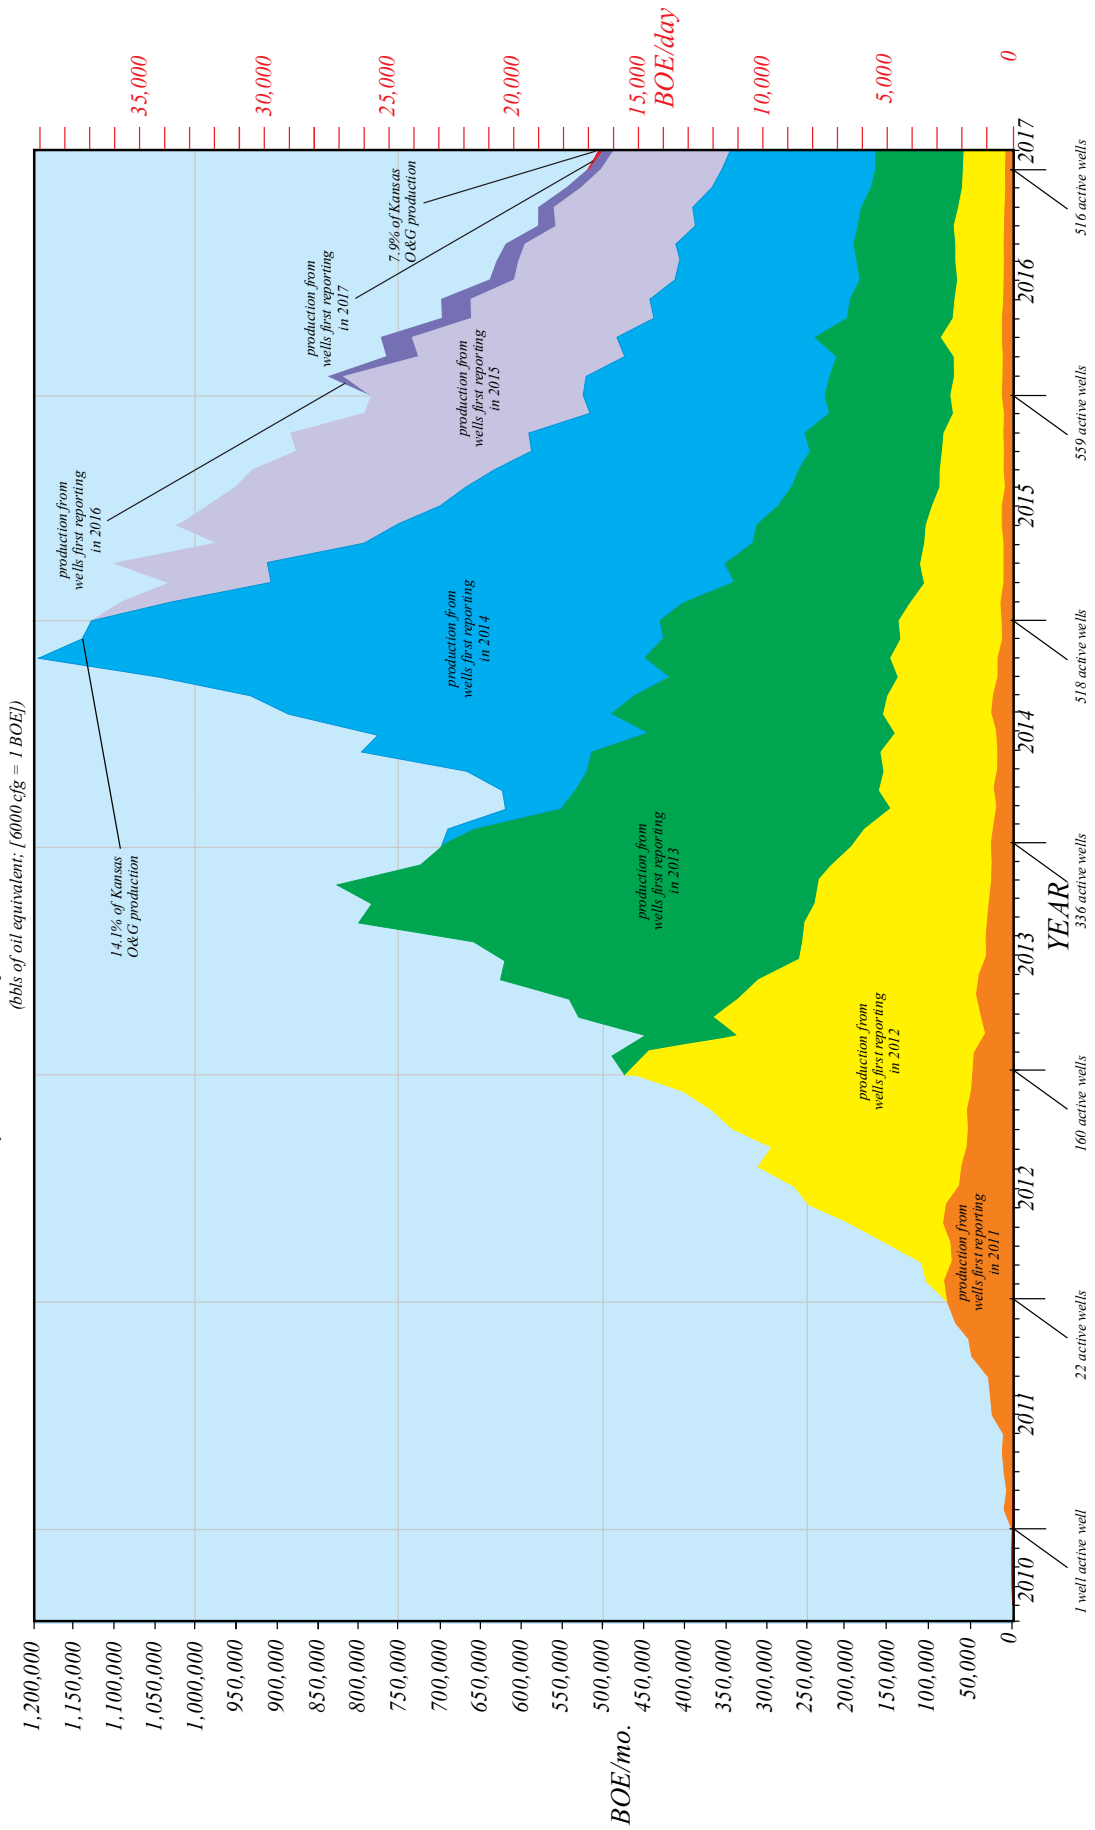 (bbls of oil equivalent; [6000 cfg = 1 BOE])
BOE/mo.
1,200,000
1,150,000
1,100,000
1,050,000
1,000,000
950,000
900,000
850,000
800,000
750,000
700,000
650,000
600,000
550,000
500,000
450,000
400,000
350,000
300,000
250,000
200,000
150,000
100,000
50,000
0
14.1% of Kansas
O&G production
production from
wells first reporting
in 2016
production from
wells first reporting
in 2017
7.9% of Kansas
O&G production
production from
wells first reporting
in 2015
production from
wells first reporting
in 2014
production from
wells first reporting
in 2013
production from
wells first reporting
in 2012
production from
wells first reporting
in 2011
35,000
30,000
25,000
20,000
15,000
10,000
5,000
0
BOE/day
2010
2011
2012
2013
2014
2015
2016
2017
YEAR
1 well active well
22 active wells
160 active wells
336 active wells
518 active wells
559 active wells
516 active wells